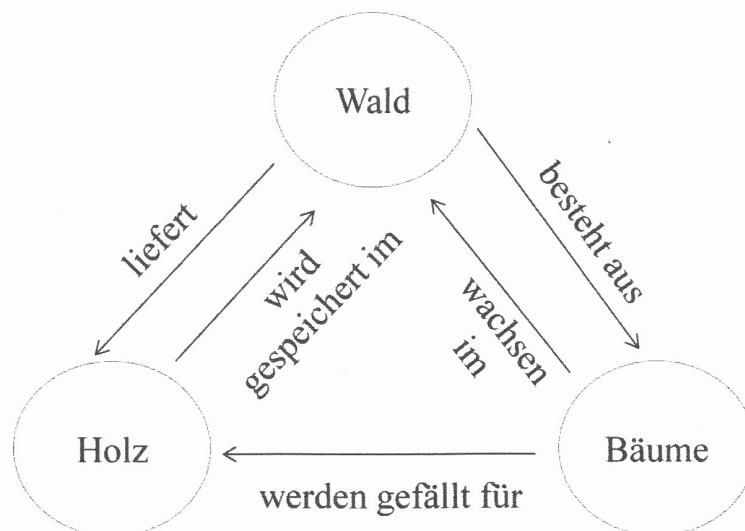 Wald
liefert
wird
gespeichert im
wachsen
im
besteht aus
Holz
Bäume
werden gefällt für